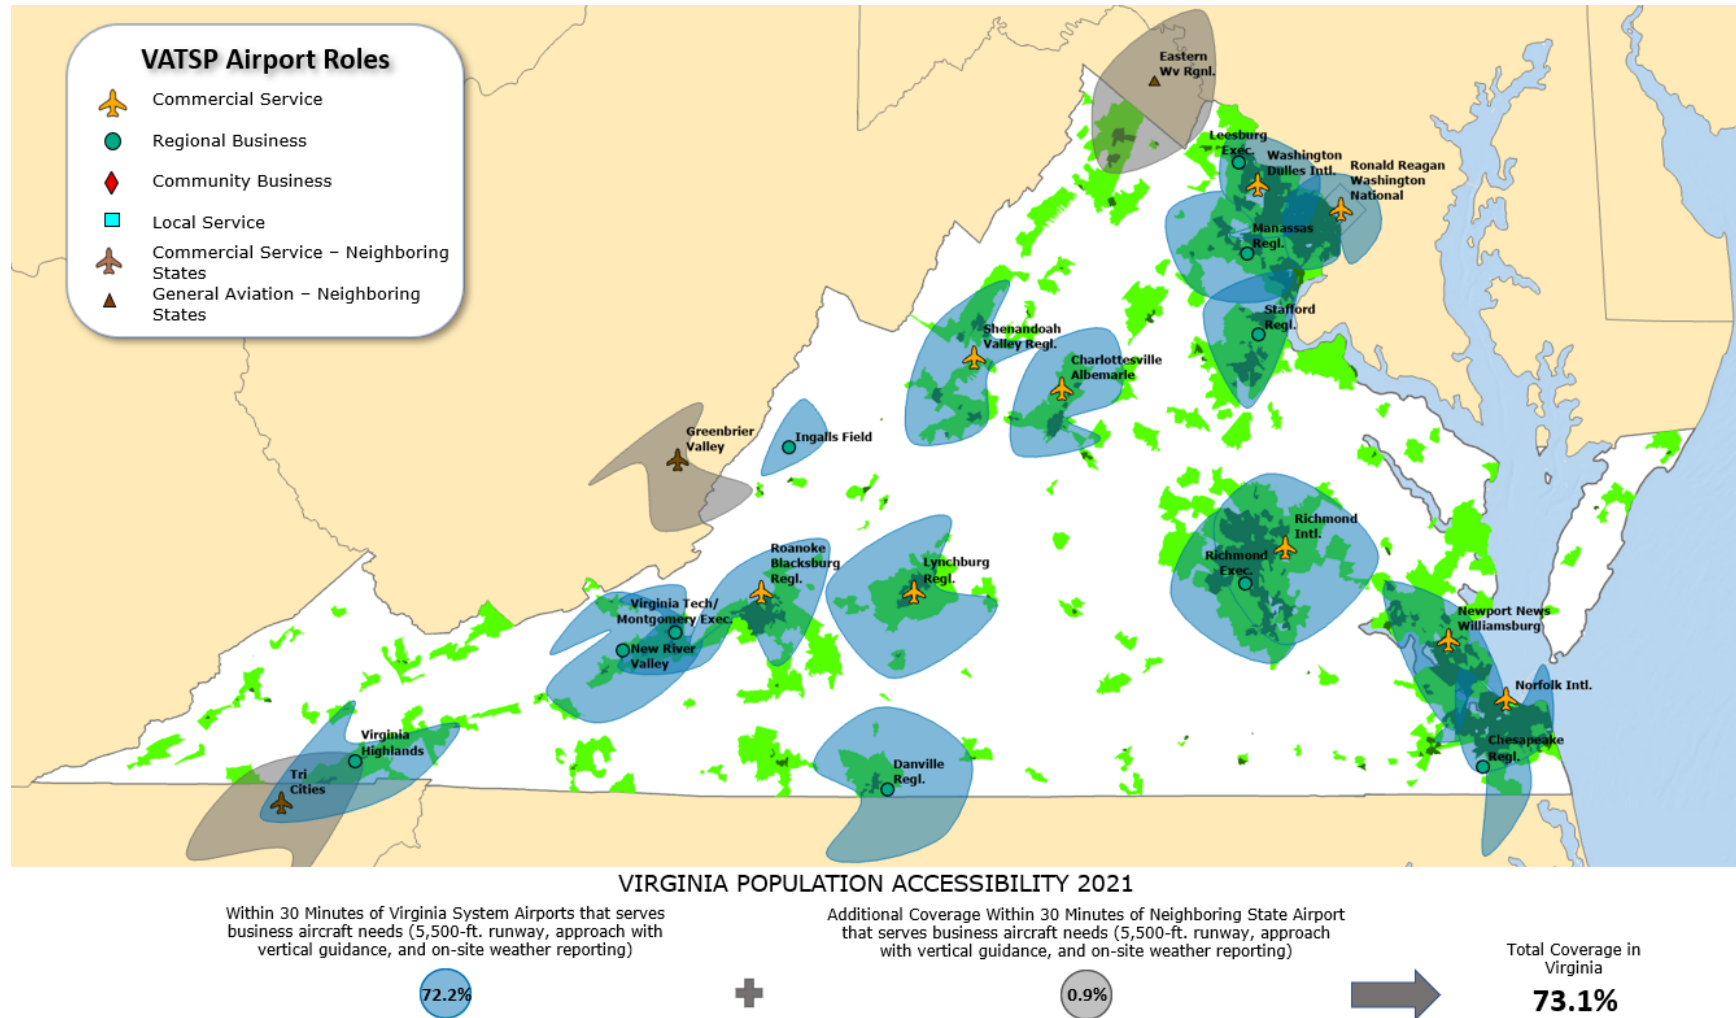 VATSP Airport Roles
Commercial Service
Regional Business
Community Business
Local Service
Commercial Service – Neighboring
States
General Aviation – Neighboring
States
Eastern
Wv Rgnl.
Leesburg
Exec.
Washington
Dulles Intl.
Ronald Reagan
Washington
National
Manassas
Regl.
Stafford
Regl.
Shenandoah
Valley Regl.
Charlottesville
Albemarle
Greenbrier
Valley
Ingalls Field
Richmond
Intl.
Richmond
Exec.
Roanoke
Blacksburg
Regl.
Lynchburg
Regl.
Virginia Tech/
Montgomery Exec.
New River
Valley
Newport News
Williamsburg
Norfolk Intl.
Chesapeake
Regl.
Virginia
Highlands
Tri
Cities
Danville
Regl.
VIRGINIA POPULATION ACCESSIBILITY 2021
Within 30 Minutes of Virginia System Airports that serves
business aircraft needs (5,500-ft. runway, approach with
vertical guidance, and on-site weather reporting)
72.2%
Additional Coverage Within 30 Minutes of Neighboring State Airport
that serves business aircraft needs (5,500-ft. runway, approach
with vertical guidance, and on-site weather reporting)
0.9%
Total Coverage in
Virginia
73.1%